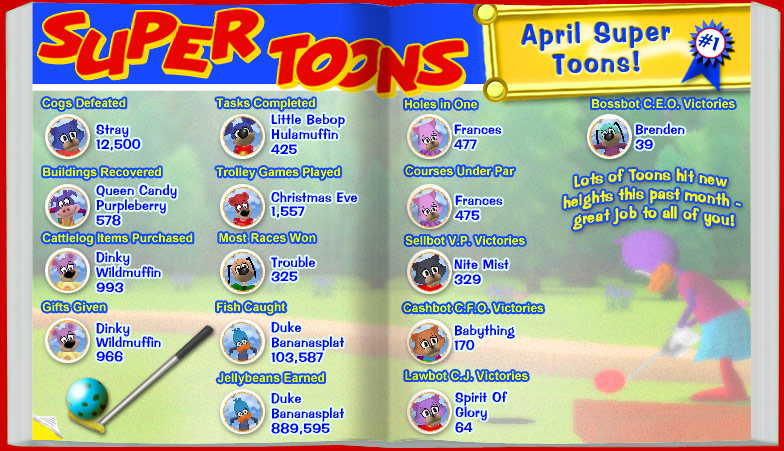 SUPER TOONS
April Super
Toons!
#1
Cogs Defeated
Stray
12,500
Buildings Recovered
Queen Candy
Purpleberry
578
Cattlelog Items Purchased
Dinky
Wildmuffin
993
Gifts Given
Dinky
Wildmuffin
966
Tasks Completed
Little Bebop
Hulamuffin
425
Trolley Games Played
Christmas Eve
1,557
Most Races Won
Trouble
325
Fish Caught
Duke
Bananasplat
103,587
Jellybeans Earned
Duke
Bananasplat
889,595
Holes in One
Frances
477
Courses Under Par
Frances
475
Sellbot V.P. Victories
Nite Mist
329
Cashbot C.F.O. Victories
Babything
170
Lawbot C.J. Victories
Spirit Of
Glory
64
Bossbot C.E.O. Victories
Brenden
39
Lots of Toons hit new
heights this past month -
great job to all of you!